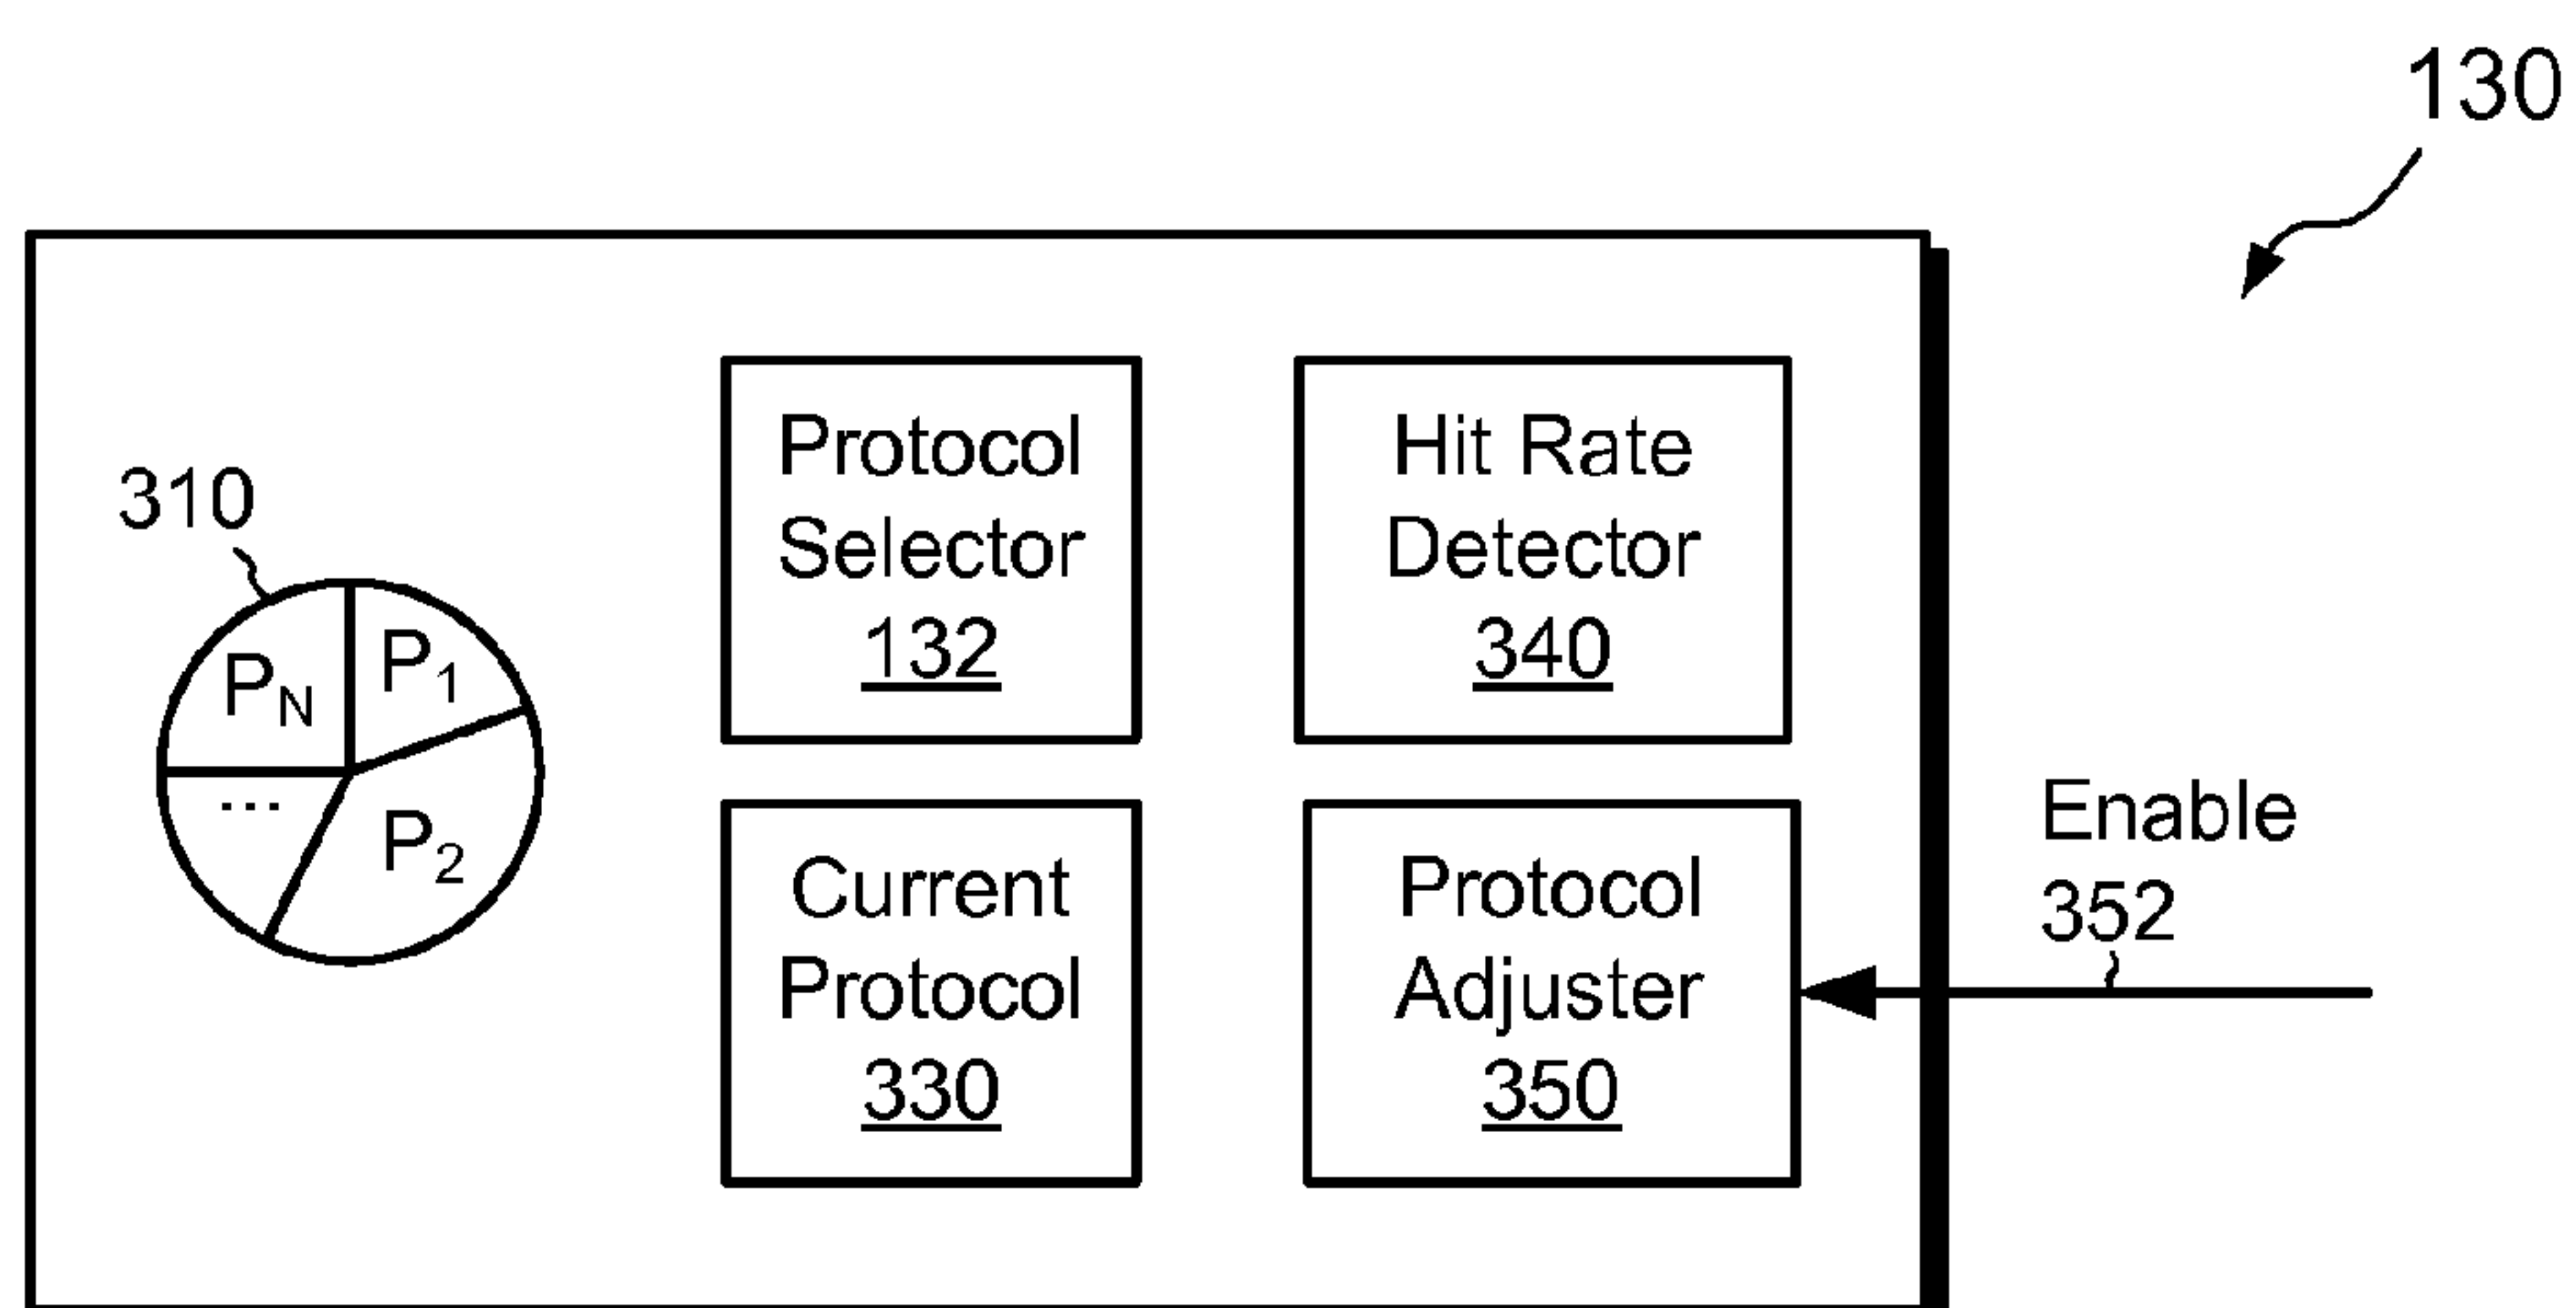 130
310
P1
P2
...
PN
Protocol
Selector
132
Hit Rate
Detector
340
Current
Protocol
330
Protocol
Adjuster
350
Enable
352